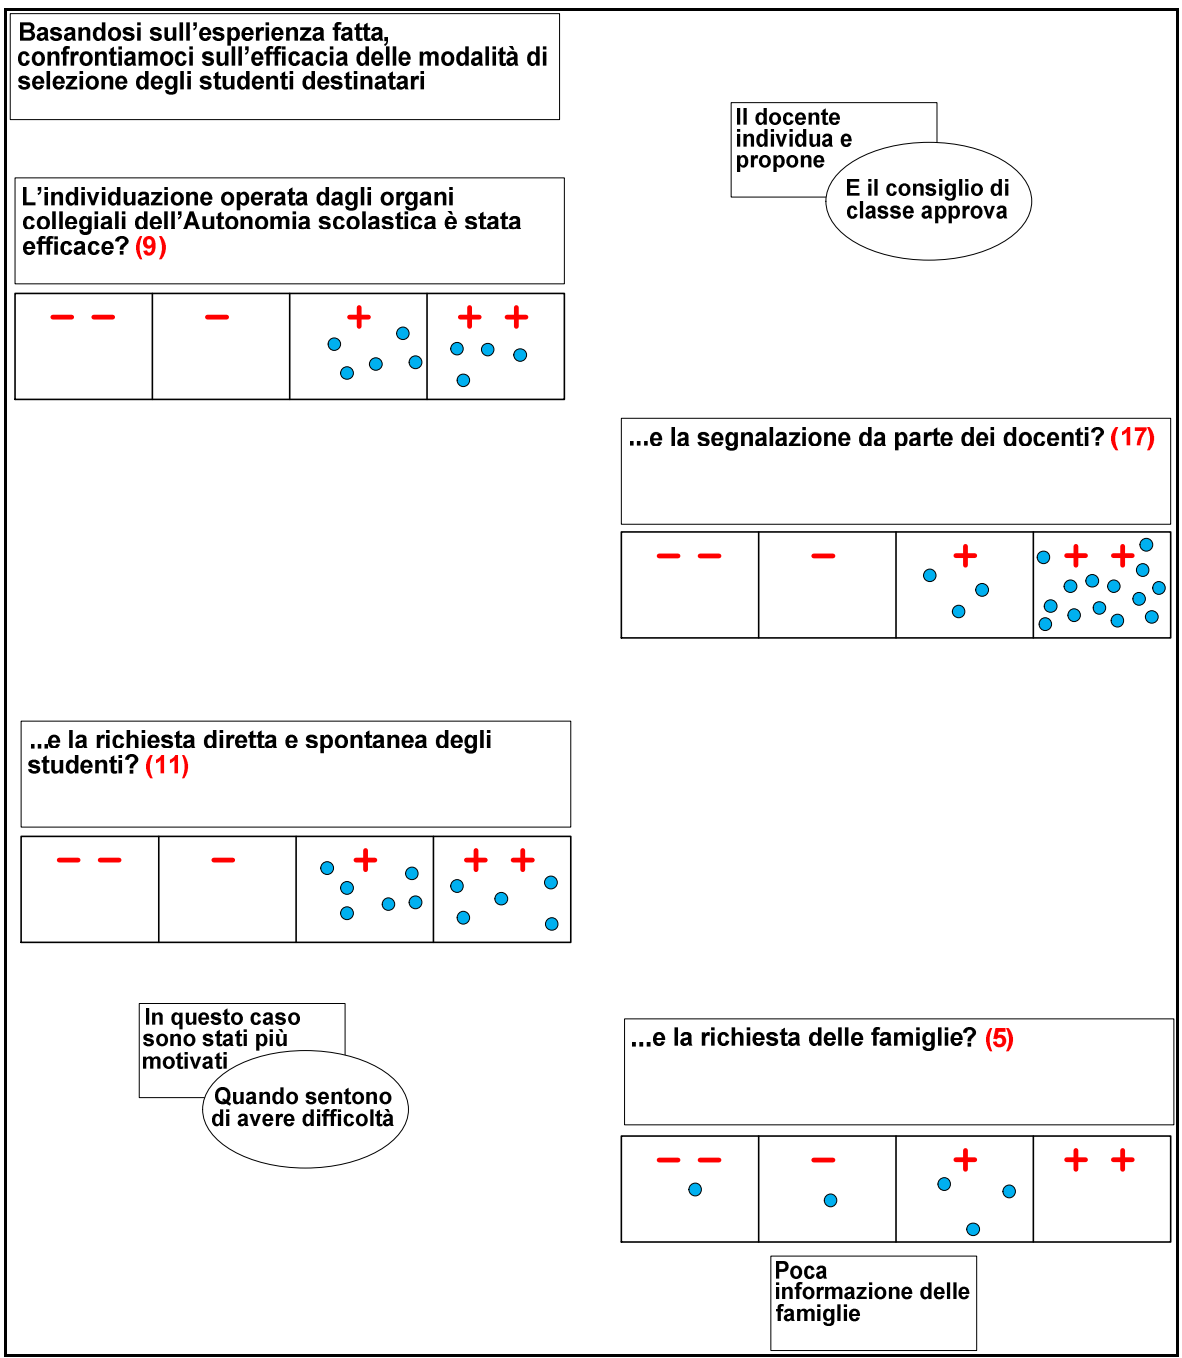 Basandosi sull'esperienza fatta,
confrontiamoci sull'efficacia delle modalità di
selezione degli studenti destinatari
Il docente
individua e
propone
E il consiglio di
classe approva
L'individuazione operata dagli organi
collegiali dell'Autonomia scolastica è stata
efficace? (9)
– – – + + +
...e la segnalazione da parte dei docenti? (17)
– – – + + +
...e la richiesta diretta e spontanea degli
studenti? (11)
– – – + + +
In questo caso
sono stati più
motivati
Quando sentono
di avere difficoltà
...e la richiesta delle famiglie? (5)
– – – + + +
Poca
informazione delle
famiglie